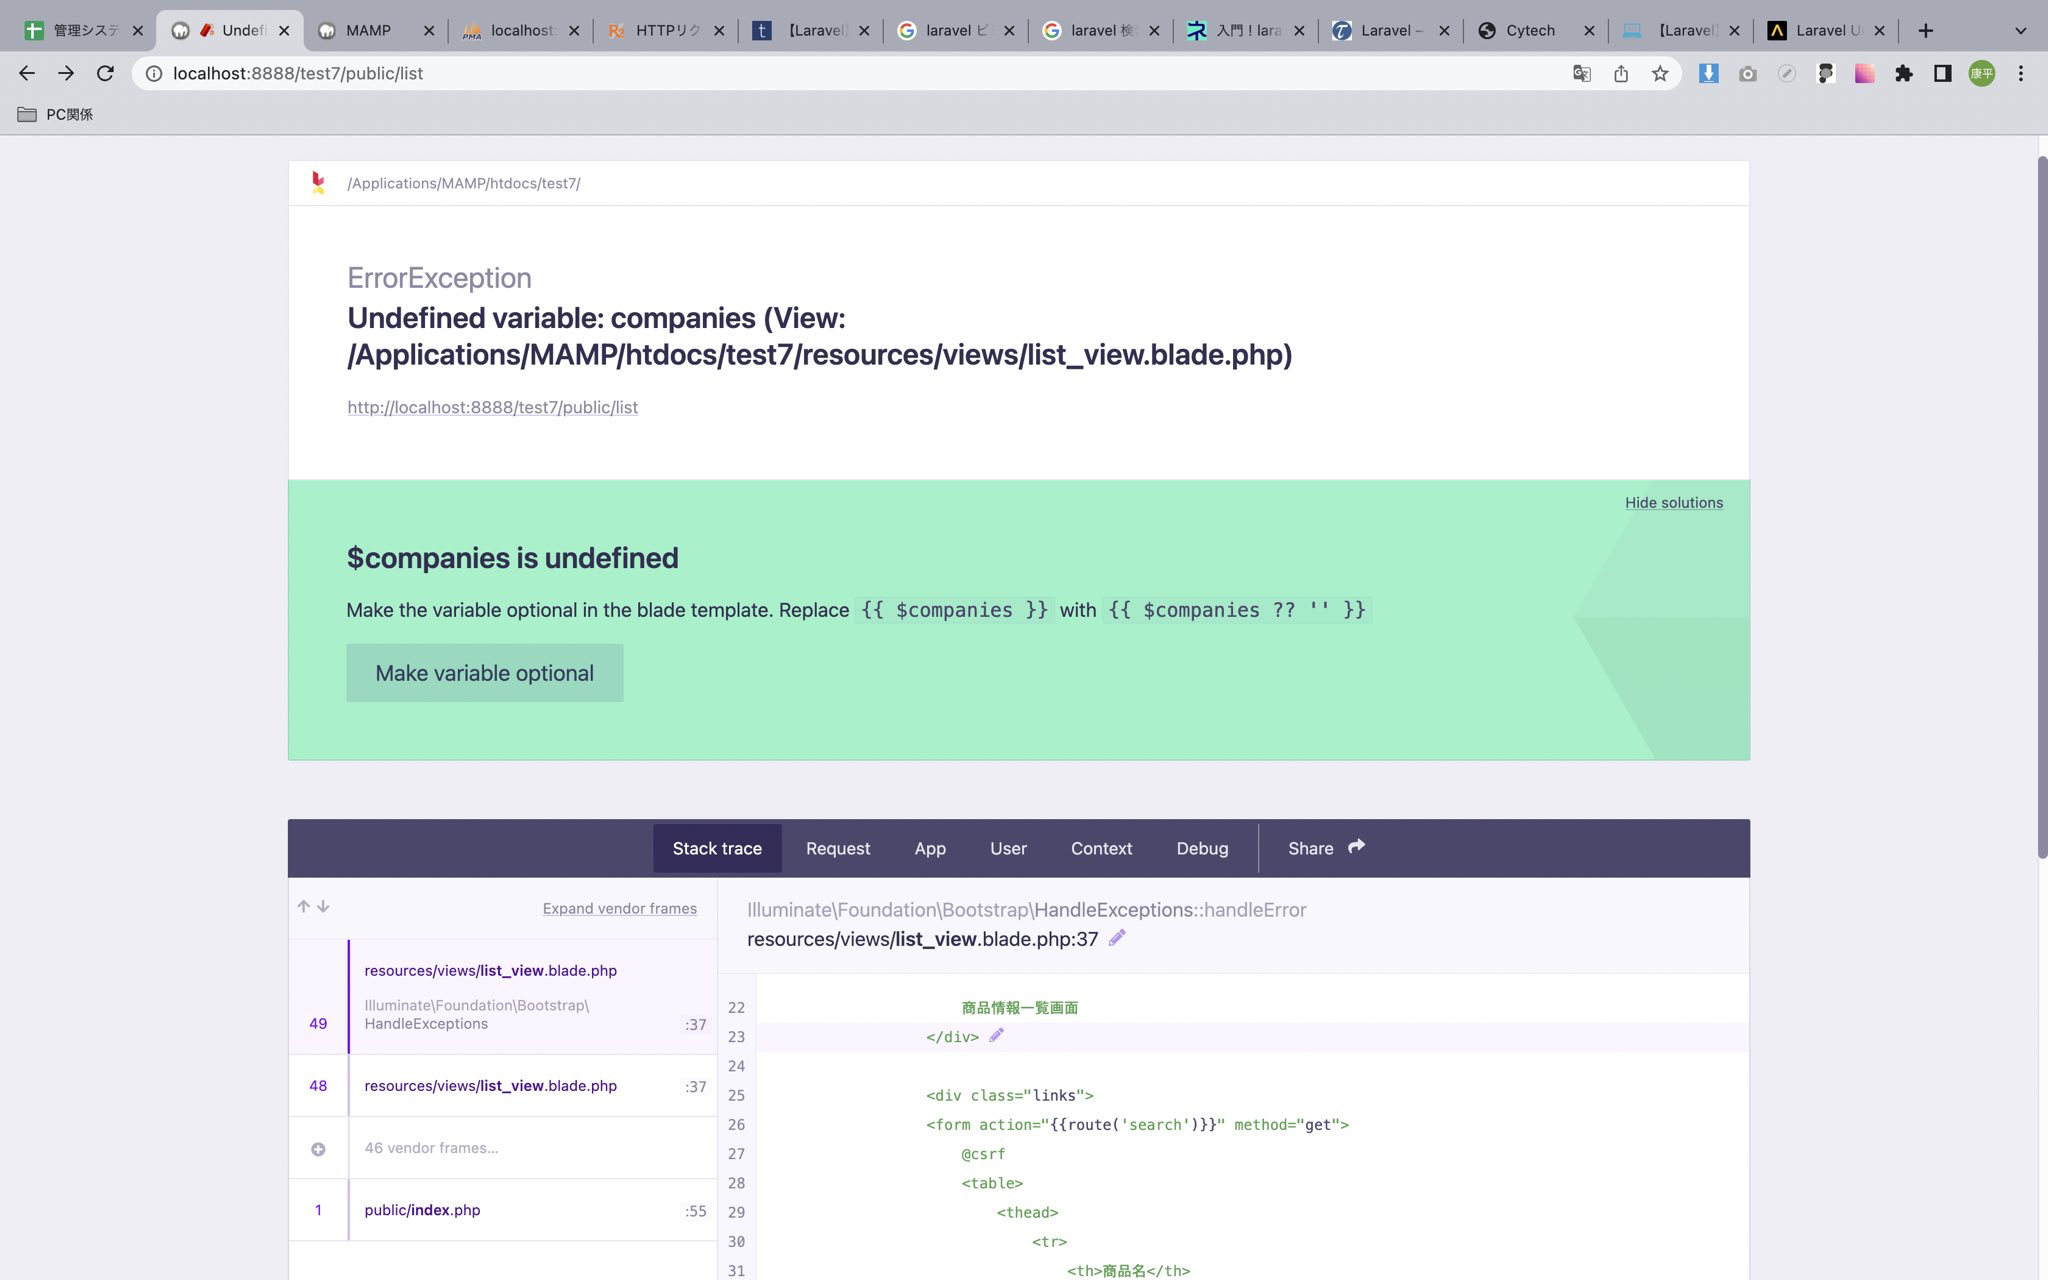 管理システ
Undefi
MAMP
localhost:
HTTPリク
【Laravel】
laravel ビ
laravel 検
入門！lara
Laravel –
Cytech
【Laravel】
Laravel U
localhost:8888/test7/public/list
康平
PC関係
/Applications/MAMP/htdocs/test7/
ErrorException
Undefined variable: companies (View:
/Applications/MAMP/htdocs/test7/resources/views/list_view.blade.php)
http://localhost:8888/test7/public/list
Hide solutions
$companies is undefined
Make the variable optional in the blade template. Replace {{ $companies }} with {{ $companies ?? '' }}
Make variable optional
Stack trace Request App User Context Debug Share
Expand vendor frames
resources/views/list_view.blade.php
Illuminate\Foundation\Bootstrap\
49 HandleExceptions :37
48 resources/views/list_view.blade.php :37
46 vendor frames…
1 public/index.php :55
Illuminate\Foundation\Bootstrap\HandleExceptions::handleError
resources/views/list_view.blade.php:37
22 商品情報一覧画面
23 </div>
24
25 <div class="links">
26 <form action="{{route('search')}}" method="get">
27 @csrf
28 <table>
29 <thead>
30 <tr>
31 <th>商品名</th>